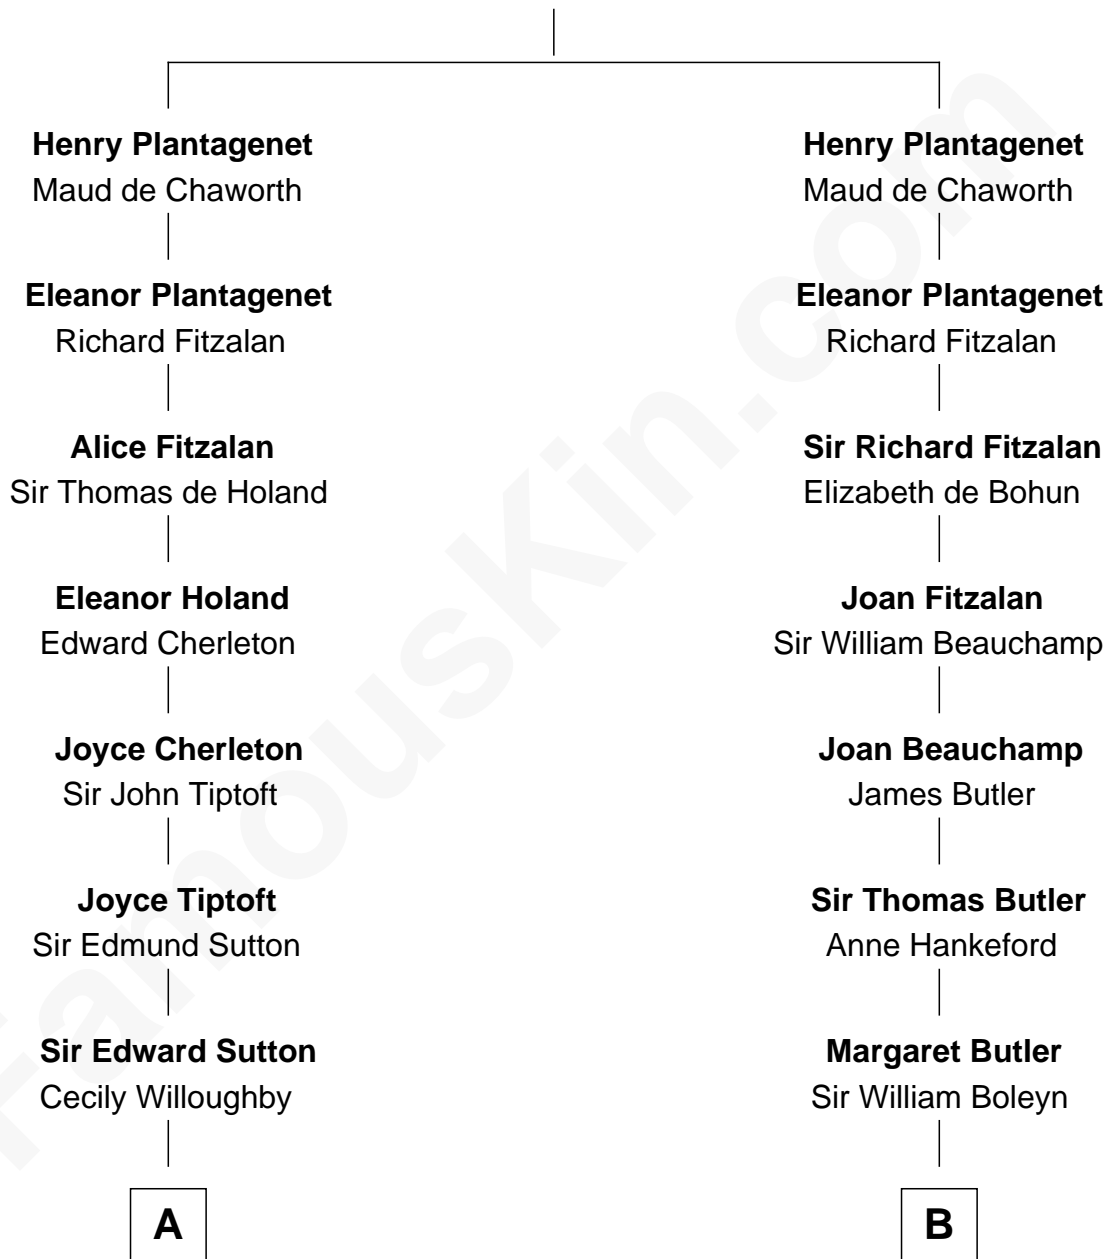 Henry Plantagenet
Maud de Chaworth
Eleanor Plantagenet
Richard Fitzalan
Alice Fitzalan
Sir Thomas de Holand
Eleanor Holand
Edward Cherleton
Joyce Cherleton
Sir John Tiptoft
Joyce Tiptoft
Sir Edmund Sutton
Sir Edward Sutton
Cecily Willoughby
A
Henry Plantagenet
Maud de Chaworth
Eleanor Plantagenet
Richard Fitzalan
Sir Richard Fitzalan
Elizabeth de Bohun
Joan Fitzalan
Sir William Beauchamp
Joan Beauchamp
James Butler
Sir Thomas Butler
Anne Hankeford
Margaret Butler
Sir William Boleyn
B
FamousKin.com